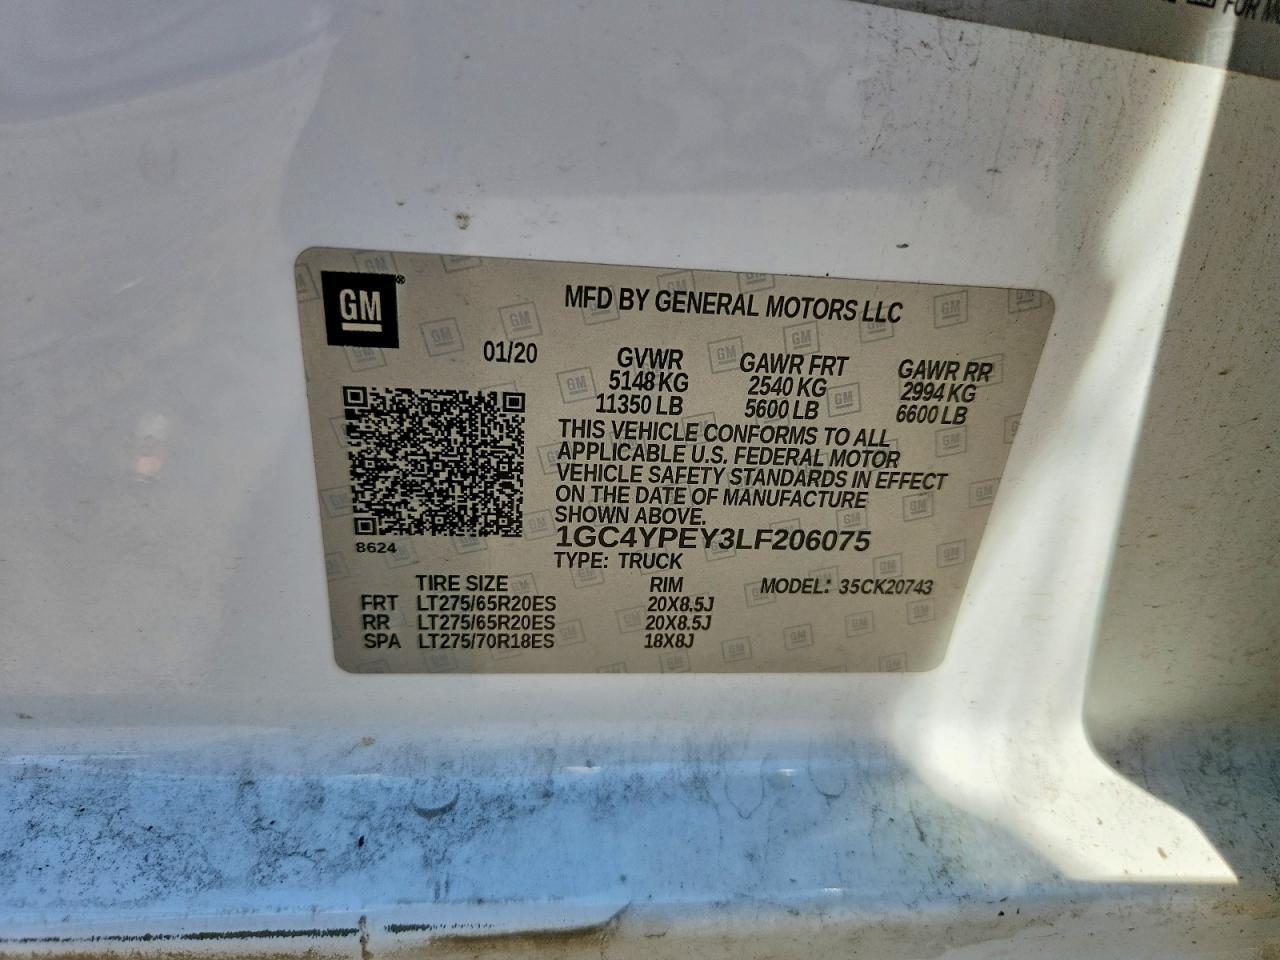 FOR
GM®
MFD BY GENERAL MOTORS LLC
01/20
GVWR GAWR FRT GAWR RR
5148 KG 2540 KG 2994 KG
11350 LB 5600 LB 6600 LB
THIS VEHICLE CONFORMS TO ALL
APPLICABLE U.S. FEDERAL MOTOR
VEHICLE SAFETY STANDARDS IN EFFECT
ON THE DATE OF MANUFACTURE
SHOWN ABOVE.
8624
1GC4YPEY3LF206075
TYPE: TRUCK
TIRE SIZE RIM MODEL: 35CK20743
FRT LT275/65R20ES 20X8.5J
RR LT275/65R20ES 20X8.5J
SPA LT275/70R18ES 18X8J